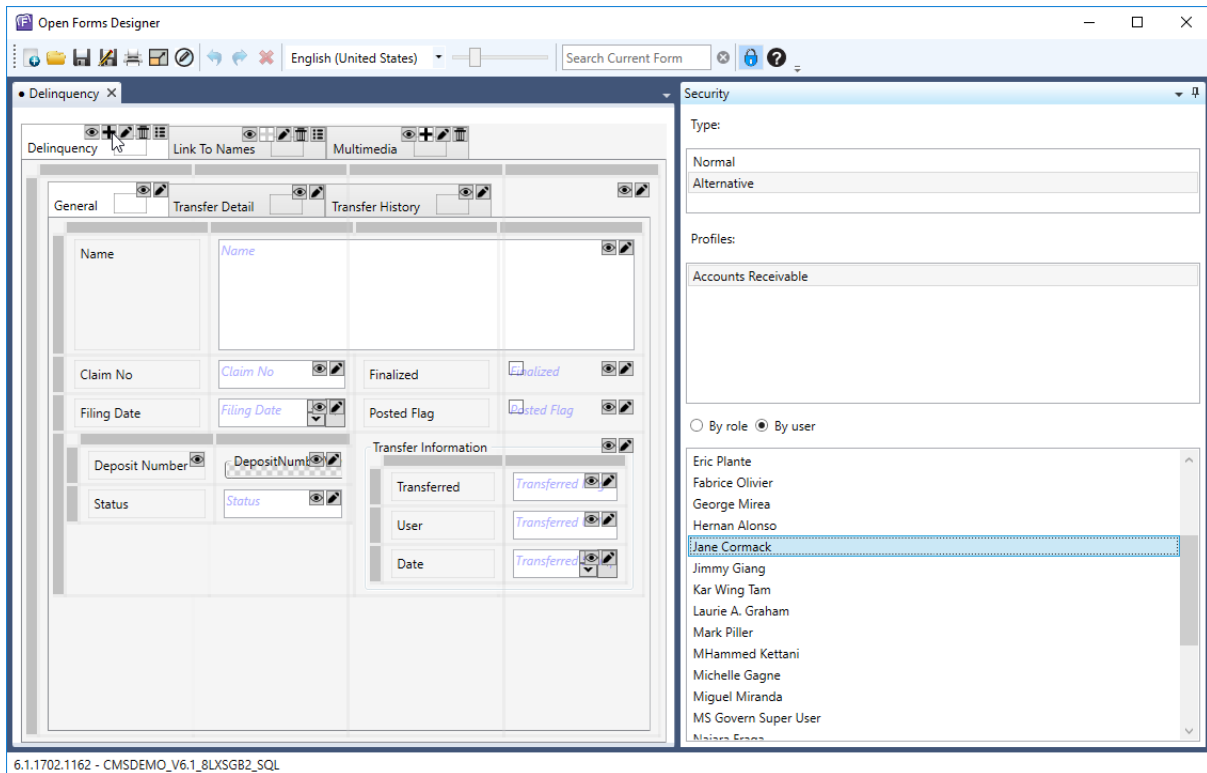 Open Forms Designer
English (United States)
Search Current Form
Delinquency
Delinquency
Link To Names
Multimedia
General
Transfer Detail
Transfer History
Name
Name
Claim No
Claim No
Finalized
Finalized
Filing Date
Filing Date
Posted Flag
Posted Flag
Deposit Number
DepositNum
Transfer Information
Status
Status
Transferred
Transferred
User
Transferred
Date
Transferred
Security
Type:
Normal
Alternative
Profiles:
Accounts Receivable
By role By user
Eric Plante
Fabrice Olivier
George Mirea
Hernan Alonso
Jane Cormack
Jimmy Giang
Kar Wing Tam
Laurie A. Graham
Mark Piller
MHammed Kettani
Michelle Gagne
Miguel Miranda
MS Govern Super User
6.1.1702.1162 - CMSDEMO_V6.1_8LXSGB2_SQL